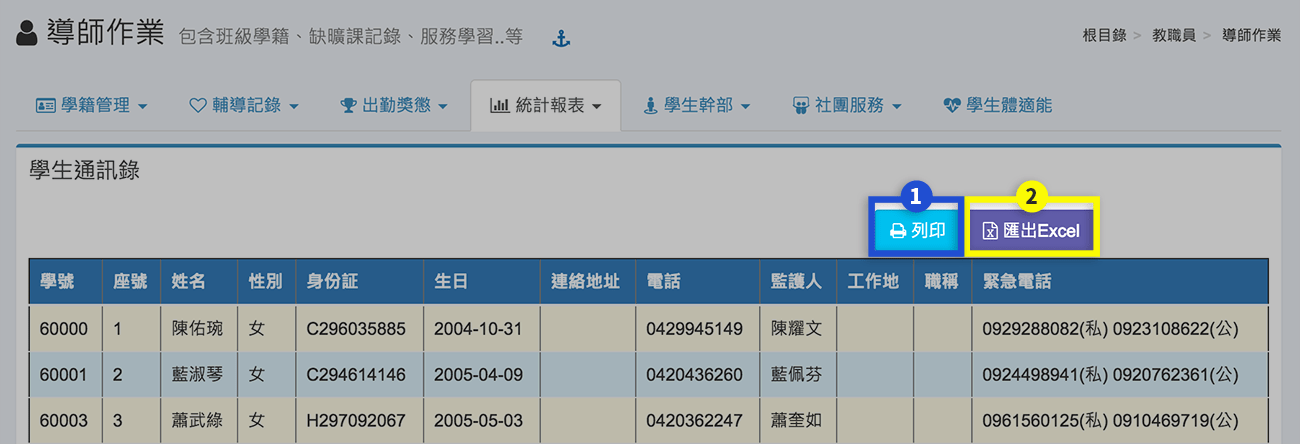 導師作業 包含班級學籍、缺曠課記錄、服務學習..等
根目錄 > 教職員 > 導師作業
學籍管理 輔導記錄 出勤獎懲 統計報表 學生幹部 社團服務 學生體適能
學生通訊錄
1 2
列印 匯出Excel
學號 座號 姓名 性別 身份証 生日 連絡地址 電話 監護人 工作地 職稱 緊急電話
60000 1 陳佑琬 女 C296035885 2004-10-31 0429945149 陳耀文 0929288082(私) 0923108622(公)
60001 2 藍淑琴 女 C294614146 2005-04-09 0420436260 藍佩芬 0924498941(私) 0920762361(公)
60003 3 蕭武綠 女 H297092067 2005-05-03 0420362247 蕭奎如 0961560125(私) 0910469719(公)